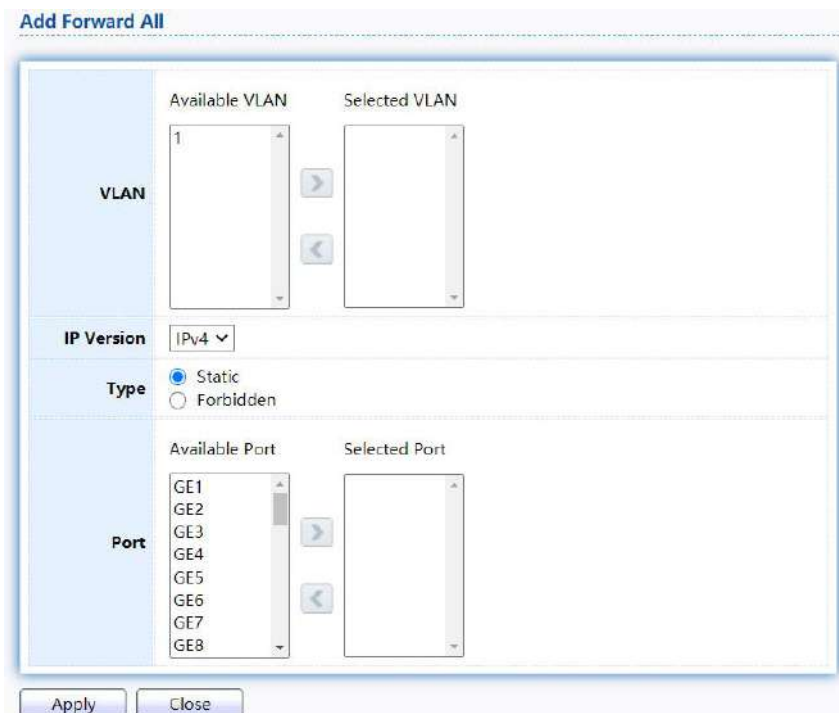 Add Forward All
Available VLAN Selected VLAN
1
VLAN
IP Version IPv4
Type Static
Forbidden
Available Port Selected Port
GE1
GE2
GE3
GE4
Port
GE5
GE6
GE7
GE8
Apply Close